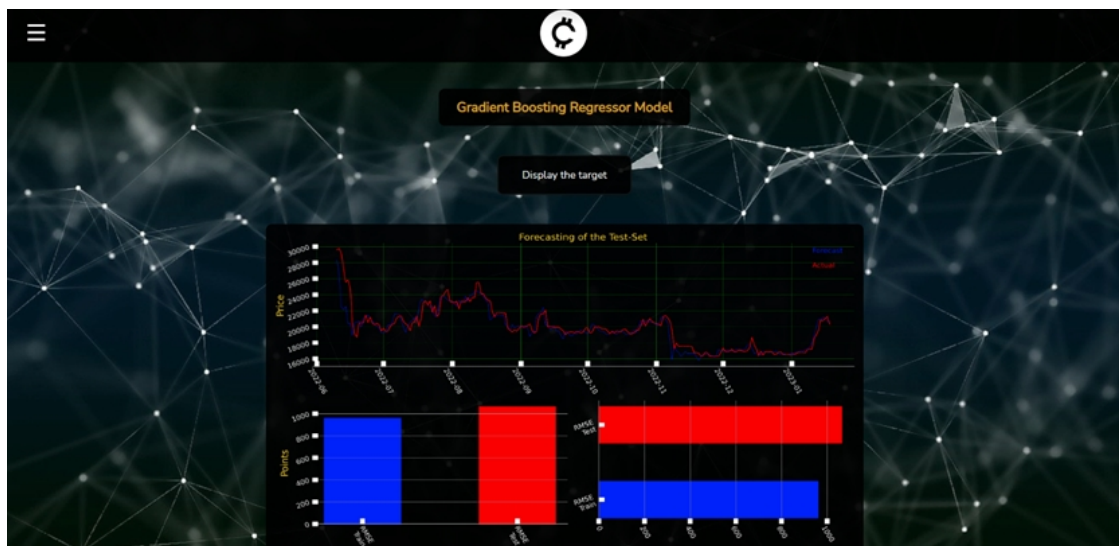 Gradient Boosting Regressor Model
Display the target
Forecasting of the Test-Set
Forecast
Actual
Price
30000
28000
26000
24000
22000
20000
18000
16000
2022-06
2022-07
2022-08
2022-09
2022-10
2022-11
2022-12
2023-01
Points
1000
800
600
400
200
0
RMSE
Train
RMSE
Test
RMSE
Test
RMSE
Train
0
200
400
600
800
1000